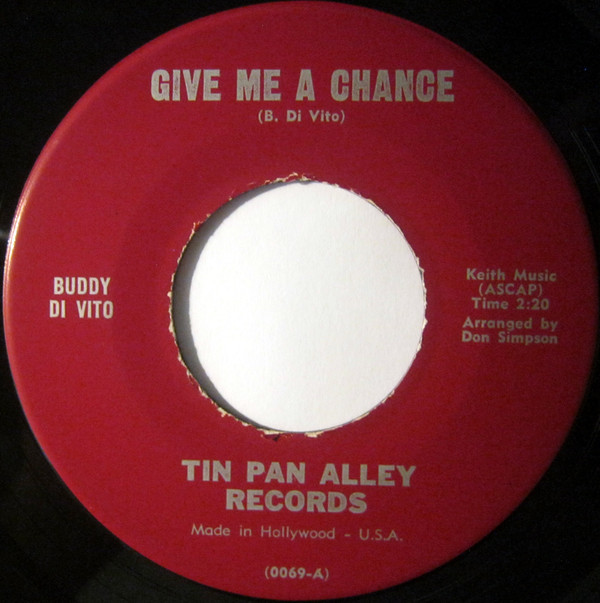 GIVE ME A CHANCE
(B. Di Vito)
BUDDY
DI VITO
Keith Music
(ASCAP)
Time 2:20
Arranged by
Don Simpson
TIN PAN ALLEY
RECORDS
Made in Hollywood - U.S.A.
(0069-A)